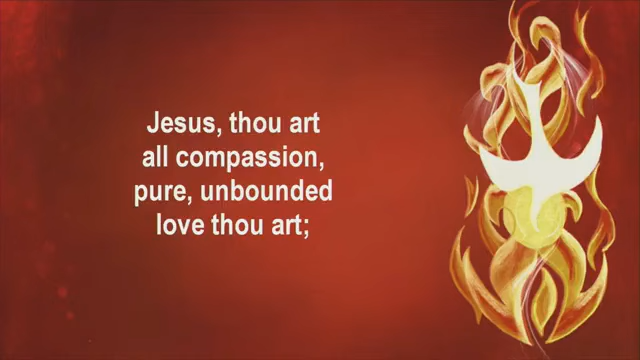 Jesus, thou art
all compassion,
pure, unbounded
love thou art;